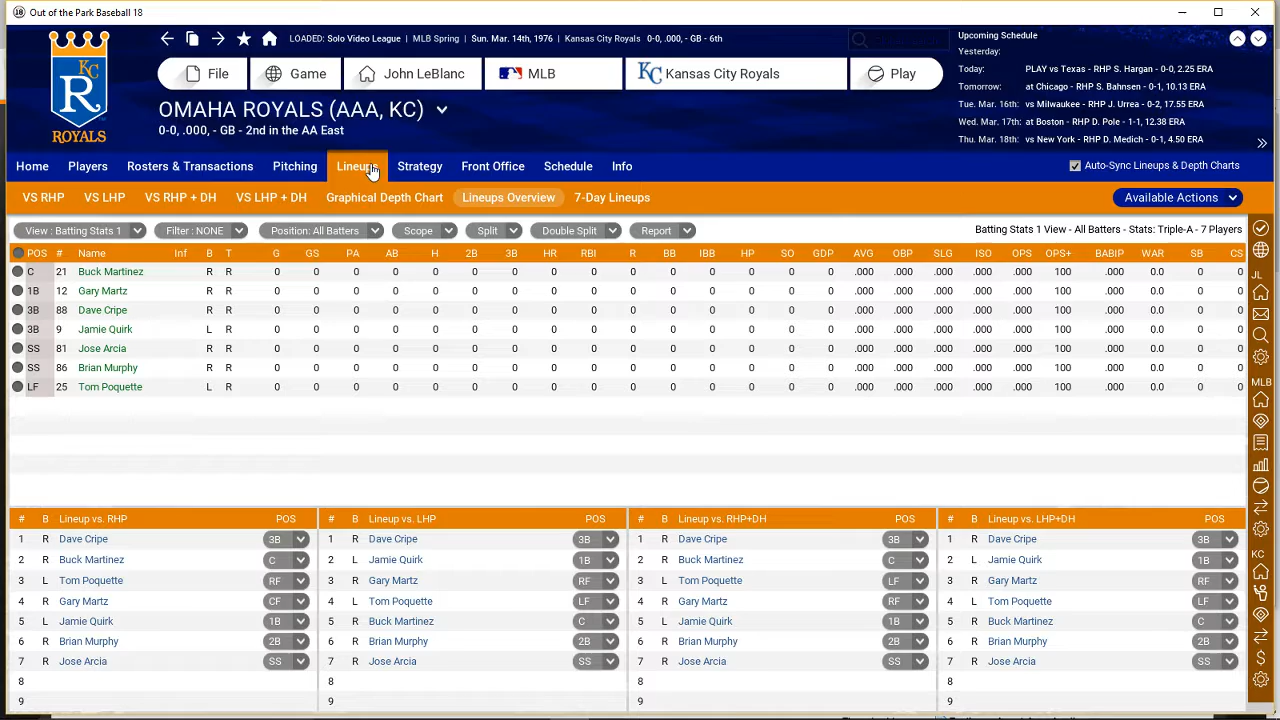 Out of the Park Baseball 18
LOADED: Solo Video League | MLB Spring | Sun. Mar. 14th, 1976 | Kansas City Royals 0-0, .000, - GB - 6th
File Game John LeBlanc MLB KC Kansas City Royals Play
KC R ROYALS
OMAHA ROYALS (AAA, KC)
0-0, .000, - GB - 2nd in the AA East
Upcoming Schedule
Yesterday:
Today: PLAY vs Texas - RHP S. Hargan - 0-0, 2.25 ERA
Tomorrow: at Chicago - RHP S. Bahnsen - 0-1, 10.13 ERA
Tue. Mar. 16th: vs Milwaukee - RHP J. Urrea - 0-2, 17.55 ERA
Wed. Mar. 17th: at Boston - RHP D. Pole - 1-1, 12.38 ERA
Thu. Mar. 18th: vs New York - RHP D. Medich - 0-1, 4.50 ERA
Home Players Rosters & Transactions Pitching Lineups Strategy Front Office Schedule Info Auto-Sync Lineups & Depth Charts
VS RHP VS LHP VS RHP + DH VS LHP + DH Graphical Depth Chart Lineups Overview 7-Day Lineups Available Actions
View : Batting Stats 1 Filter : NONE Position: All Batters Scope Split Double Split Report Batting Stats 1 View - All Batters - Stats: Triple-A - 7 Players
POS # Name Inf B T G GS PA AB H 2B 3B HR RBI R BB IBB HP SO GDP AVG OBP SLG ISO OPS OPS+ BABIP WAR SB CS
C 21 Buck Martinez R R 0 0 0 0 0 0 0 0 0 0 0 0 0 0 0 .000 .000 .000 .000 .000 100 .000 0.0 0 0
1B 12 Gary Martz R R 0 0 0 0 0 0 0 0 0 0 0 0 0 0 0 .000 .000 .000 .000 .000 100 .000 0.0 0 0
3B 88 Dave Cripe R R 0 0 0 0 0 0 0 0 0 0 0 0 0 0 0 .000 .000 .000 .000 .000 100 .000 0.0 0 0
3B 9 Jamie Quirk L R 0 0 0 0 0 0 0 0 0 0 0 0 0 0 0 .000 .000 .000 .000 .000 100 .000 0.0 0 0
SS 81 Jose Arcia R R 0 0 0 0 0 0 0 0 0 0 0 0 0 0 0 .000 .000 .000 .000 .000 100 .000 0.0 0 0
SS 86 Brian Murphy R R 0 0 0 0 0 0 0 0 0 0 0 0 0 0 0 .000 .000 .000 .000 .000 100 .000 0.0 0 0
LF 25 Tom Poquette L R 0 0 0 0 0 0 0 0 0 0 0 0 0 0 0 .000 .000 .000 .000 .000 100 .000 0.0 0 0
JL
MLB
KC
$
# B Lineup vs. RHP POS
1 R Dave Cripe 3B
2 R Buck Martinez C
3 L Tom Poquette RF
4 R Gary Martz CF
5 L Jamie Quirk 1B
6 R Brian Murphy 2B
7 R Jose Arcia SS
8
9
# B Lineup vs. LHP POS
1 R Dave Cripe 3B
2 L Jamie Quirk 1B
3 R Gary Martz RF
4 L Tom Poquette LF
5 R Buck Martinez C
6 R Brian Murphy 2B
7 R Jose Arcia SS
8
9
# B Lineup vs. RHP+DH POS
1 R Dave Cripe 3B
2 R Buck Martinez C
3 L Tom Poquette LF
4 R Gary Martz RF
5 L Jamie Quirk 1B
6 R Brian Murphy 2B
7 R Jose Arcia SS
8
9
# B Lineup vs. LHP+DH POS
1 R Dave Cripe 3B
2 L Jamie Quirk 1B
3 R Gary Martz RF
4 L Tom Poquette LF
5 R Buck Martinez C
6 R Brian Murphy 2B
7 R Jose Arcia SS
8
9